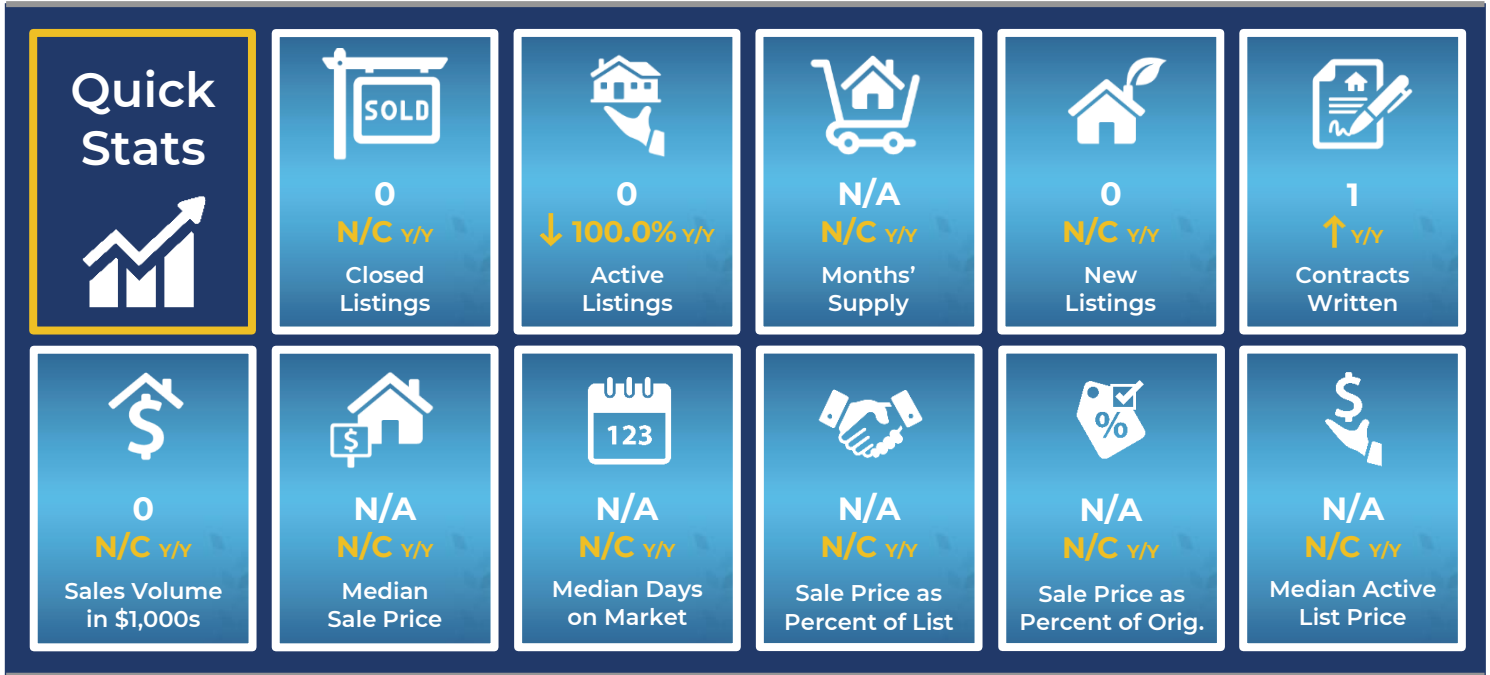 Quick
Stats
SOLD
0
N/C Y/Y
Closed
Listings
0
↓ 100.0% Y/Y
Active
Listings
N/A
N/C Y/Y
Months’
Supply
0
N/C Y/Y
New
Listings
1
↑ Y/Y
Contracts
Written
$
0
N/C Y/Y
Sales Volume
in $1,000s
$
N/A
N/C Y/Y
Median
Sale Price
123
N/A
N/C Y/Y
Median Days
on Market
N/A
N/C Y/Y
Sale Price as
Percent of List
%
N/A
N/C Y/Y
Sale Price as
Percent of Orig.
$
N/A
N/C Y/Y
Median Active
List Price